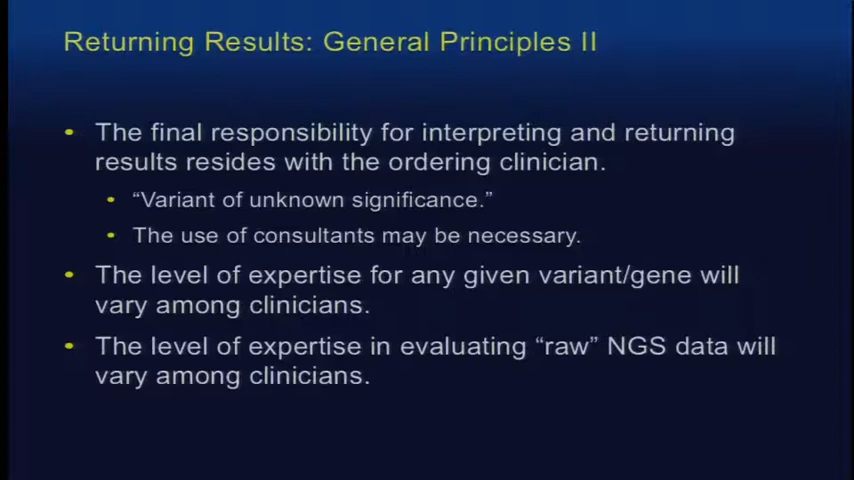 Returning Results: General Principles II
• The final responsibility for interpreting and returning
results resides with the ordering clinician.
• “Variant of unknown significance.”
• The use of consultants may be necessary.
• The level of expertise for any given variant/gene will
vary among clinicians.
• The level of expertise in evaluating “raw” NGS data will
vary among clinicians.